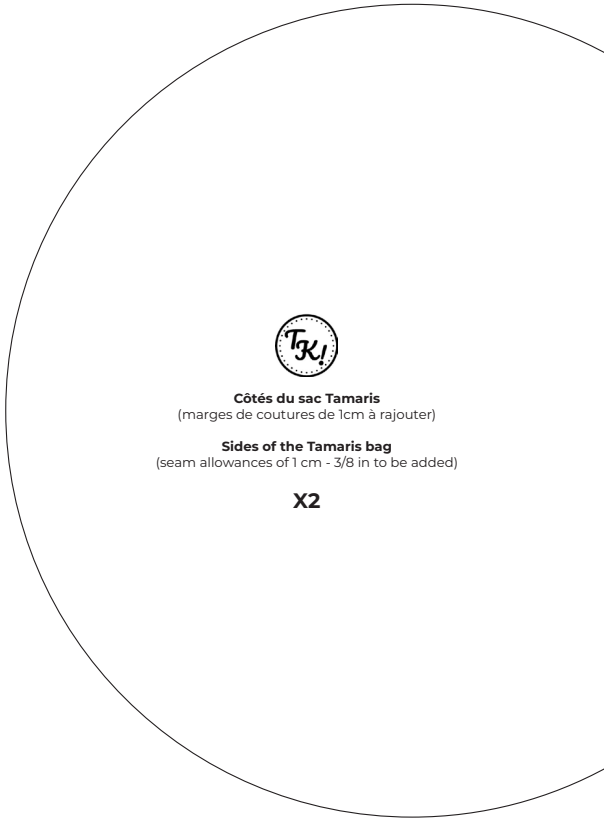 TK!
Côtés du sac Tamaris
(marges de coutures de 1cm à rajouter)
Sides of the Tamaris bag
(seam allowances of 1 cm - 3/8 in to be added)
X2